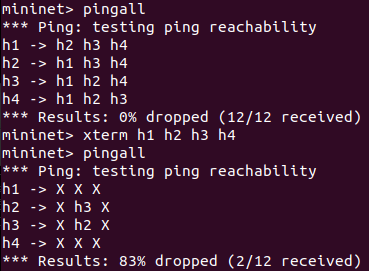 mininet> pingall
*** Ping: testing ping reachability
h1 -> h2 h3 h4
h2 -> h1 h3 h4
h3 -> h1 h2 h4
h4 -> h1 h2 h3
*** Results: 0% dropped (12/12 received)
mininet> xterm h1 h2 h3 h4
mininet> pingall
*** Ping: testing ping reachability
h1 -> X X X
h2 -> X h3 X
h3 -> X h2 X
h4 -> X X X
*** Results: 83% dropped (2/12 received)